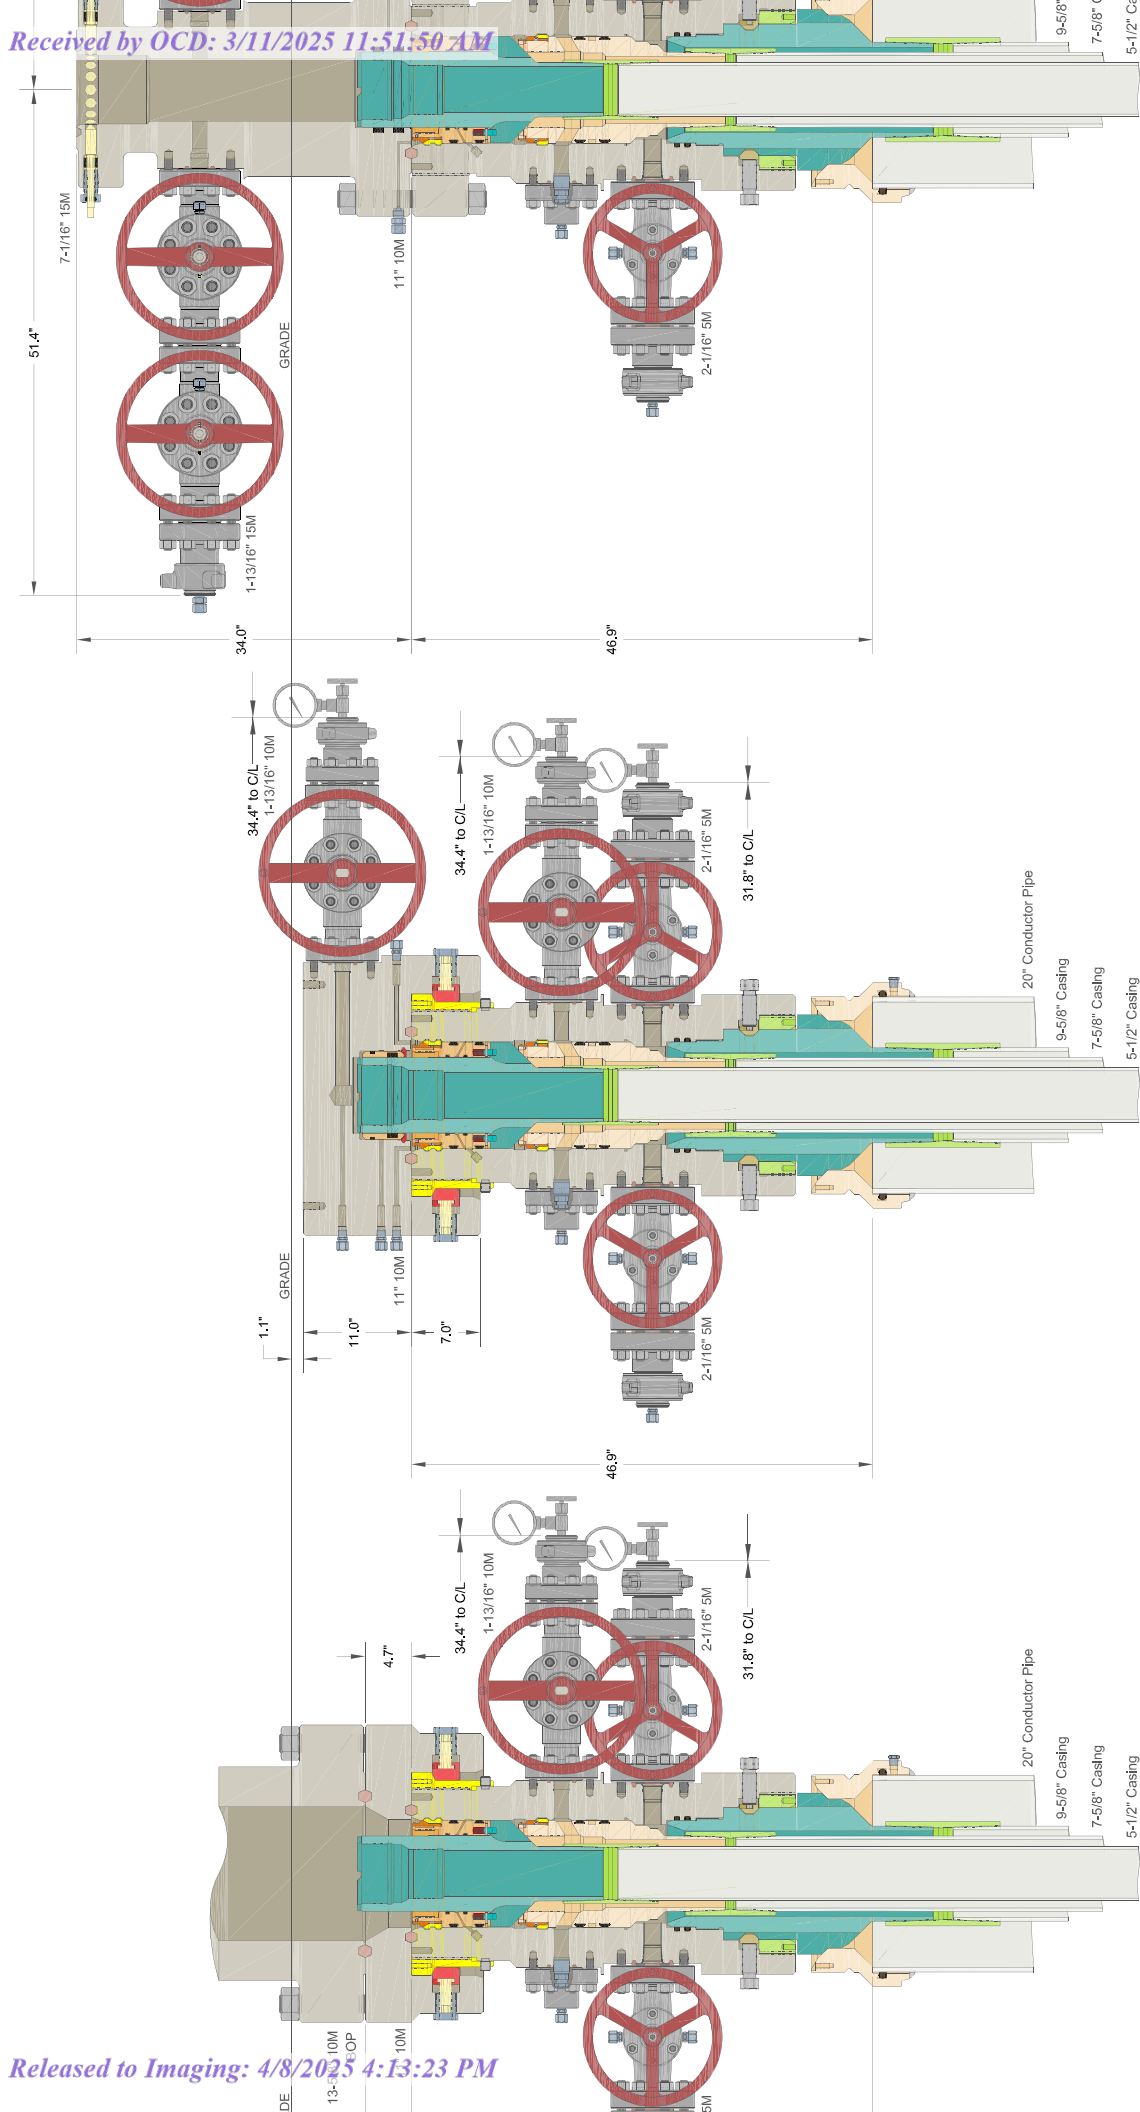 Received by OCD: 3/11/2025 11:51:50 AM
9-5/8"
7-5/8"
5-1/2" Ca
7-1/16" 15M
11" 10M
51.4"
GRADE
2-1/16" 5M
1-13/16" 15M
34.0"
46.9"
34.4" to C/L
1-13/16" 10M
34.4" to C/L
1-13/16" 10M
2-1/16" 5M
31.8" to C/L
20" Conductor Pipe
9-5/8" Casing
7-5/8" Casing
5-1/2" Casing
GRADE
11" 10M
1.1"
11.0"
7.0"
2-1/16" 5M
46.9"
34.4" to C/L
1-13/16" 10M
2-1/16" 5M
31.8" to C/L
4.7"
20" Conductor Pipe
9-5/8" Casing
7-5/8" Casing
5-1/2" Casing
10M
BOP
10M
Released to Imaging: 4/8/2025 4:13:23 PM
13-5
DE
5M